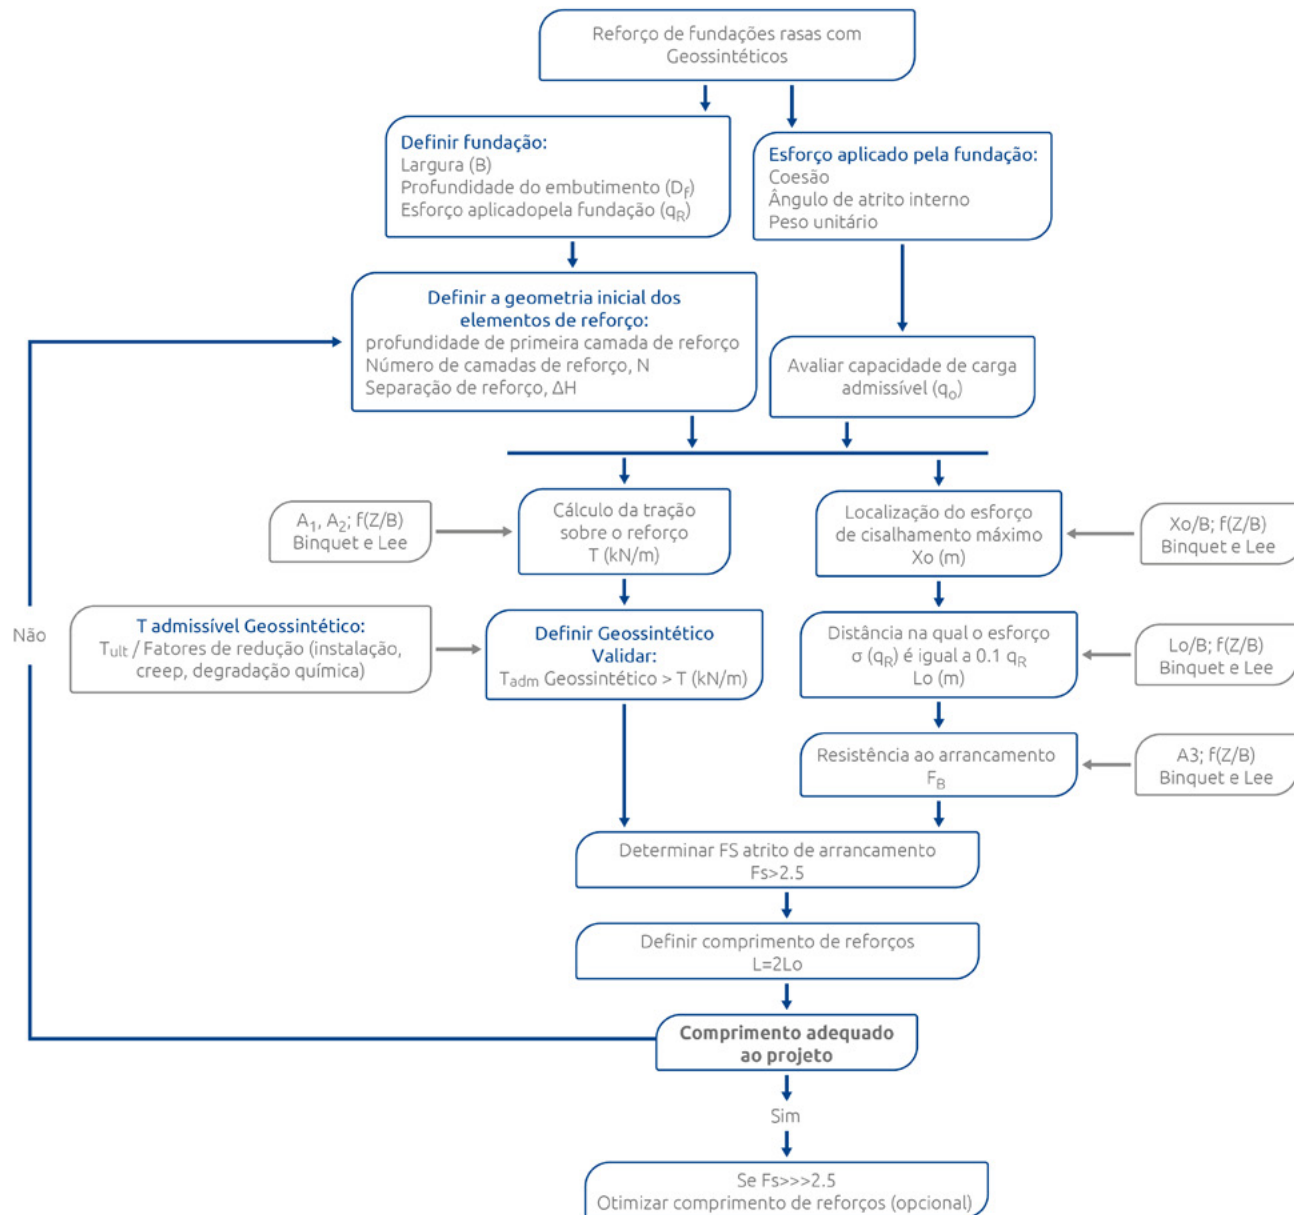 Reforço de fundações rasas com
Geossintéticos
Definir fundação:
Largura (B)
Profundidade do embutimento (Df)
Esforço aplicadopela fundação (qR)
Esforço aplicado pela fundação:
Coesão
Ângulo de atrito interno
Peso unitário
Definir a geometria inicial dos
elementos de reforço:
profundidade de primeira camada de reforço
Número de camadas de reforço, N
Separação de reforço, ΔH
Avaliar capacidade de carga
admissível (qo)
A1, A2; f(Z/B)
Binquet e Lee
Cálculo da tração
sobre o reforço
T (kN/m)
Localização do esforço
de cisalhamento máximo
Xo (m)
Xo/B; f(Z/B)
Binquet e Lee
Não
T admissível Geossintético:
Tult / Fatores de redução (instalação,
creep, degradação química)
Definir Geossintético
Validar:
Tadm Geossintético > T (kN/m)
Distância na qual o esforço
σ (qR) é igual a 0.1 qR
Lo (m)
Lo/B; f(Z/B)
Binquet e Lee
Resistência ao arrancamento
FB
A3; f(Z/B)
Binquet e Lee
Determinar FS atrito de arrancamento
Fs>2.5
Definir comprimento de reforços
L=2Lo
Comprimento adequado
ao projeto
Sim
Se Fs>>>2.5
Otimizar comprimento de reforços (opcional)